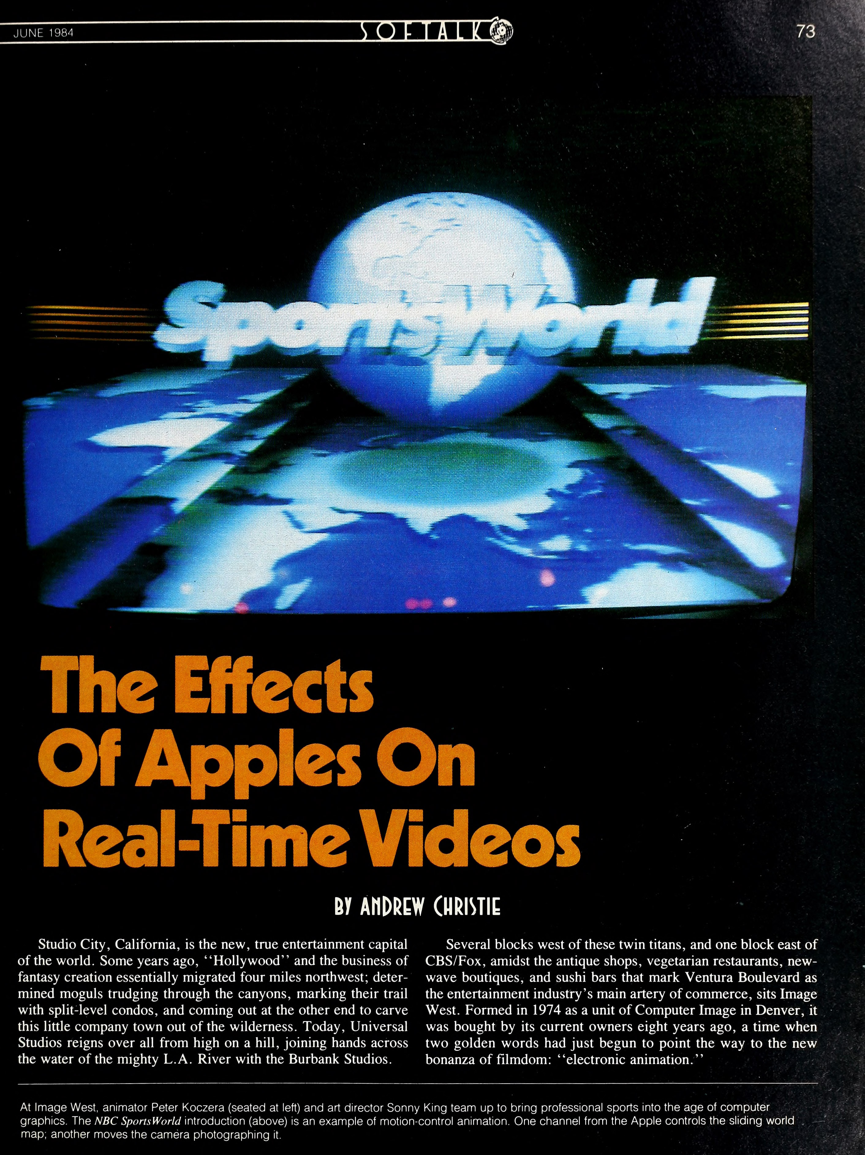 JUNE 1984
SOFTALK
73
SportsWorld
The Effects
Of Apples On
Real-Time Videos
BY ANDREW CHRISTIE
Studio City, California, is the new, true entertainment capital
of the world. Some years ago, ‘‘Hollywood’’ and the business of
fantasy creation essentially migrated four miles northwest; deter-
mined moguls trudging through the canyons, marking their trail
with split-level condos, and coming out at the other end to carve
this little company town out of the wilderness. Today, Universal
Studios reigns over all from high on a hill, joining hands across
the water of the mighty L.A. River with the Burbank Studios.
Several blocks west of these twin titans, and one block east of
CBS/Fox, amidst the antique shops, vegetarian restaurants, new-
wave boutiques, and sushi bars that mark Ventura Boulevard as
the entertainment industry’s main artery of commerce, sits Image
West. Formed in 1974 as a unit of Computer Image in Denver, it
was bought by its current owners eight years ago, a time when
two golden words had just begun to point the way to the new
bonanza of filmdom: ‘‘electronic animation.’’
At Image West, animator Peter Koczera (seated at left) and art director Sonny King team up to bring professional sports into the age of computer
graphics. The NBC SportsWorld introduction (above) is an example of motion-control animation. One channel from the Apple controls the sliding world
map; another moves the camera photographing it.